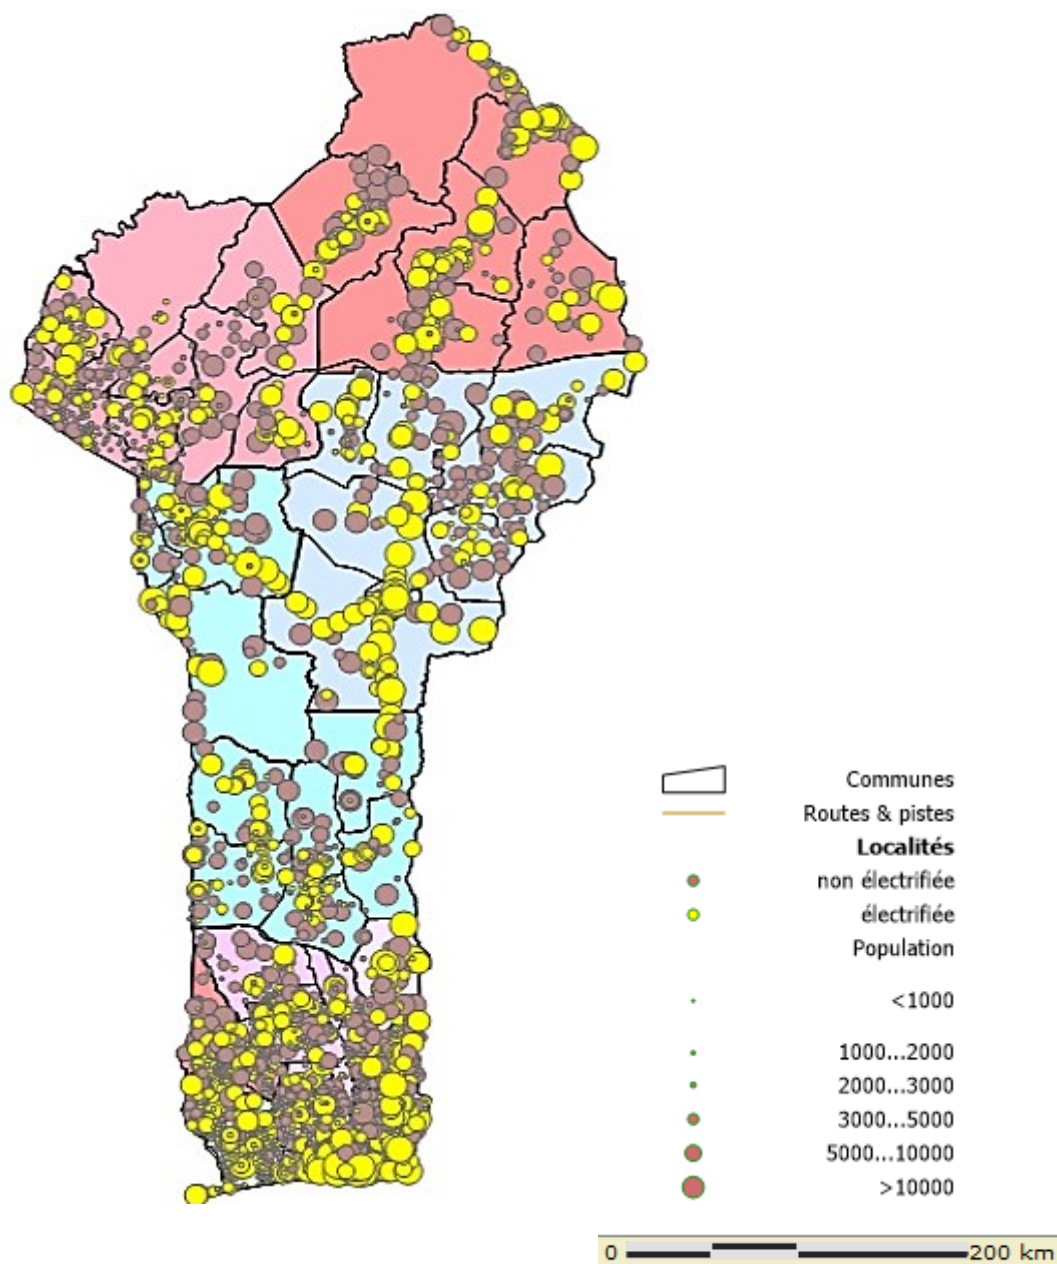 Communes
Routes & pistes
Localités
non électrifiée
électrifiée
Population
<1000
1000...2000
2000...3000
3000...5000
5000...10000
>10000
0 200 km